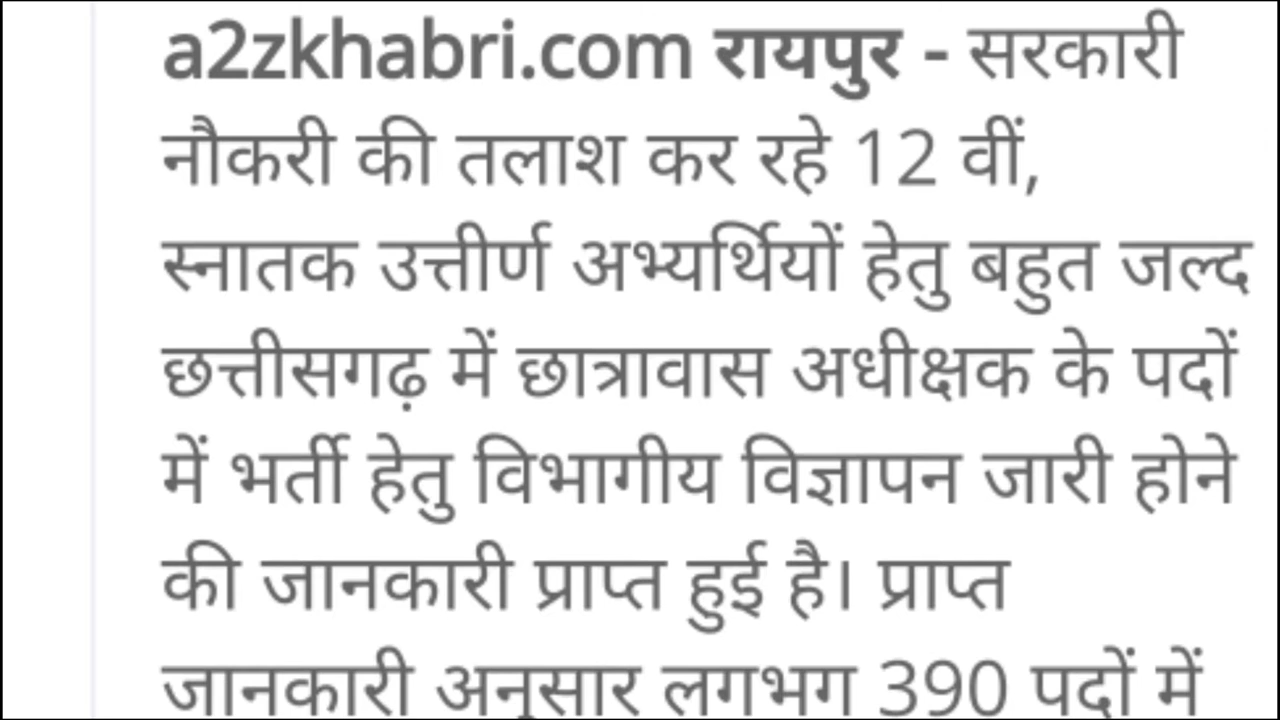 a2zkhabri.com रायपुर - सरकारी
नौकरी की तलाश कर रहे 12 वीं,
स्नातक उत्तीर्ण अभ्यर्थियों हेतु बहुत जल्द
छत्तीसगढ़ में छात्रावास अधीक्षक के पदों
में भर्ती हेतु विभागीय विज्ञापन जारी होने
की जानकारी प्राप्त हुई है। प्राप्त
जानकारी अनुसार लगभग 390 पदों में